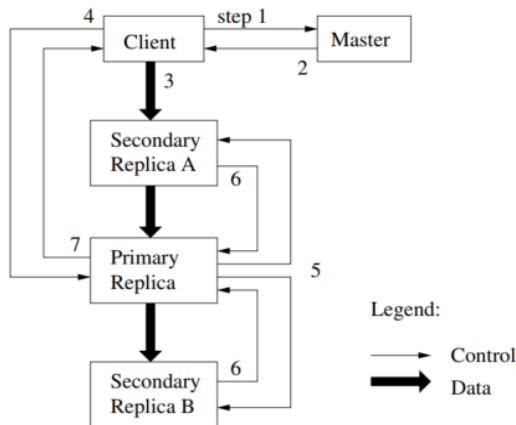 4
step 1
Client
Master
2
3
Secondary
Replica A
6
7
Primary
Replica
5
Legend:
Control
6
Secondary
Replica B
Data